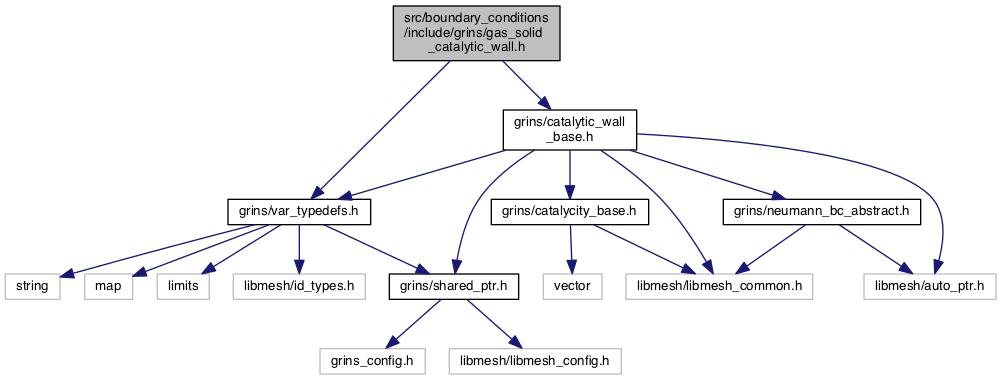 src/boundary_conditions
/include/grins/gas_solid
_catalytic_wall.h
grins/catalytic_wall
_base.h
grins/var_typedefs.h
grins/catalycity_base.h
grins/neumann_bc_abstract.h
string
map
limits
libmesh/id_types.h
grins/shared_ptr.h
vector
libmesh/libmesh_common.h
libmesh/auto_ptr.h
grins_config.h
libmesh/libmesh_config.h